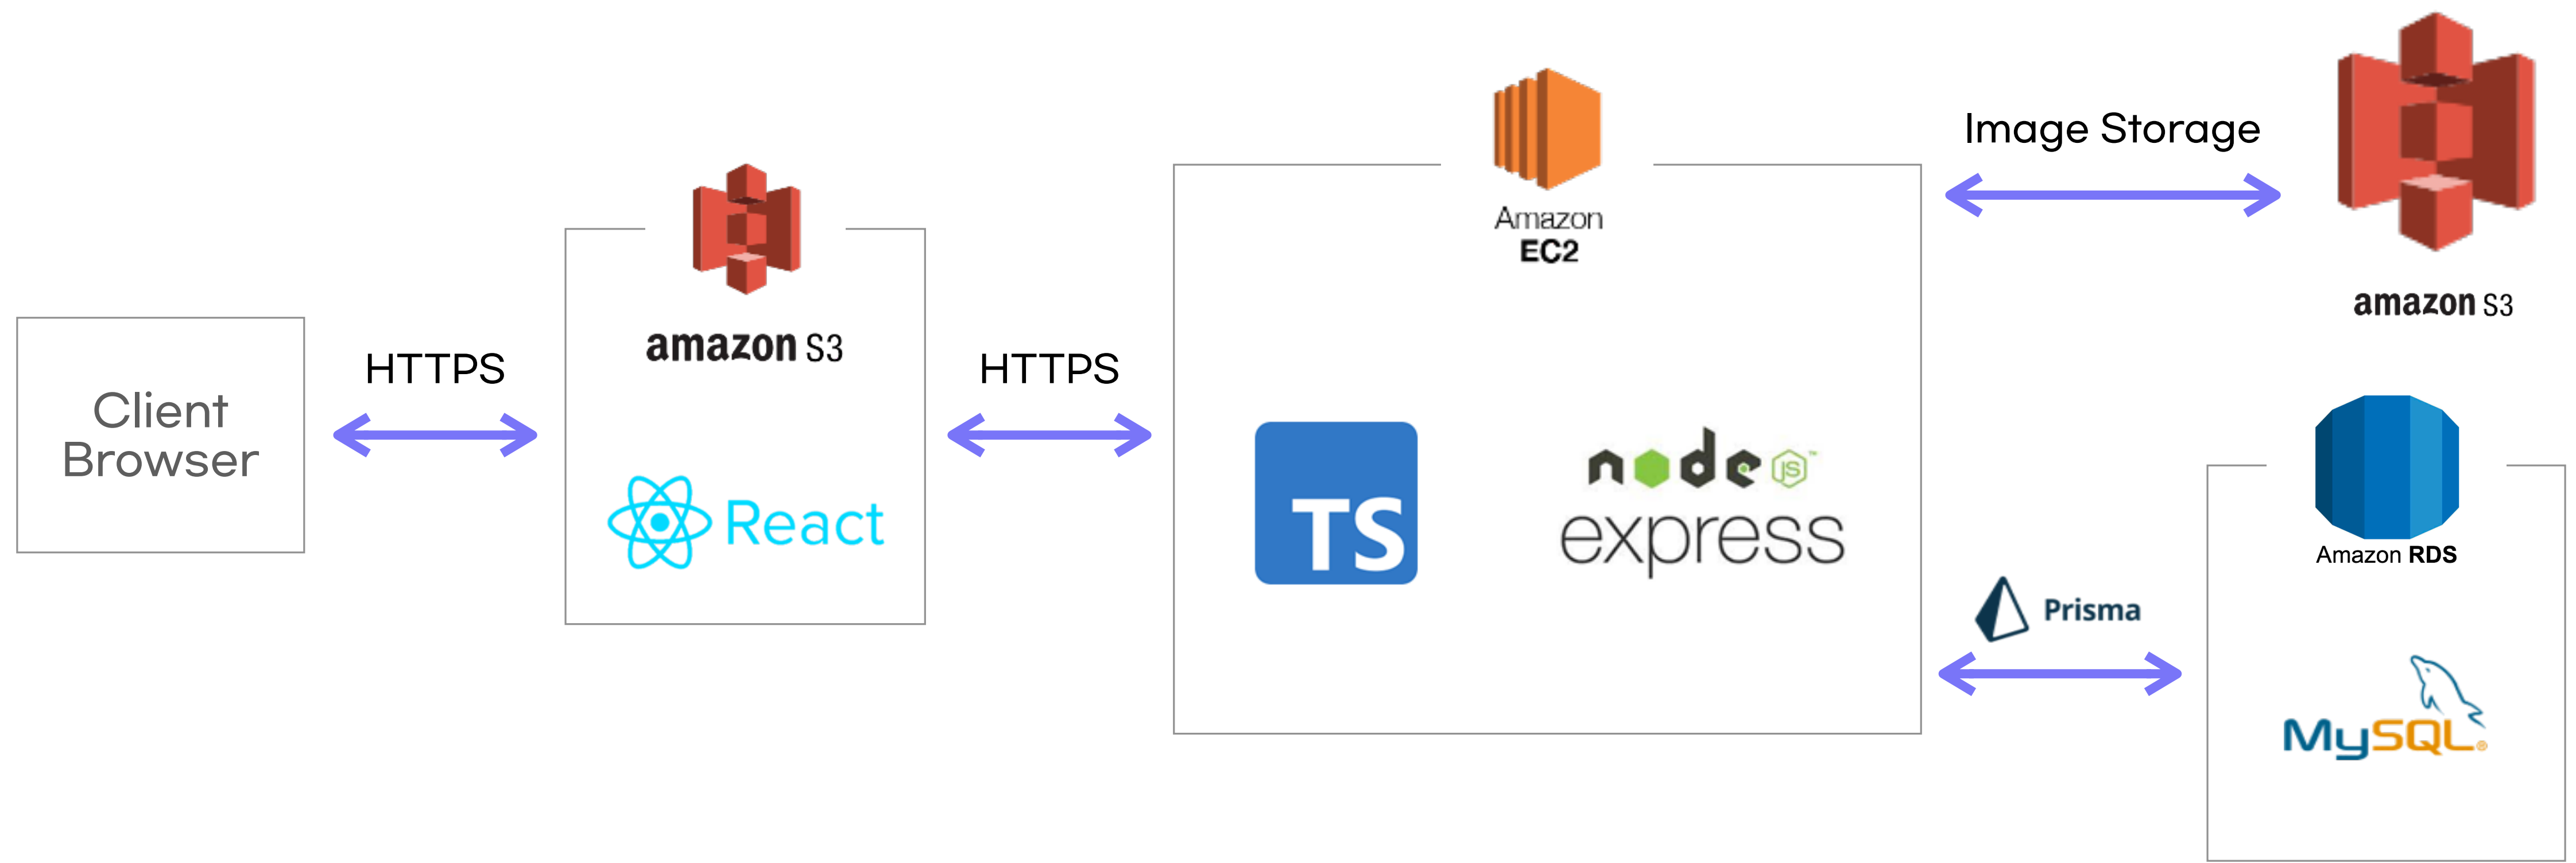 Client
Browser
HTTPS
amazon S3
React
HTTPS
Amazon
EC2
TS
node JS™
express
Image Storage
amazon S3
Prisma
Amazon RDS
MySQL®